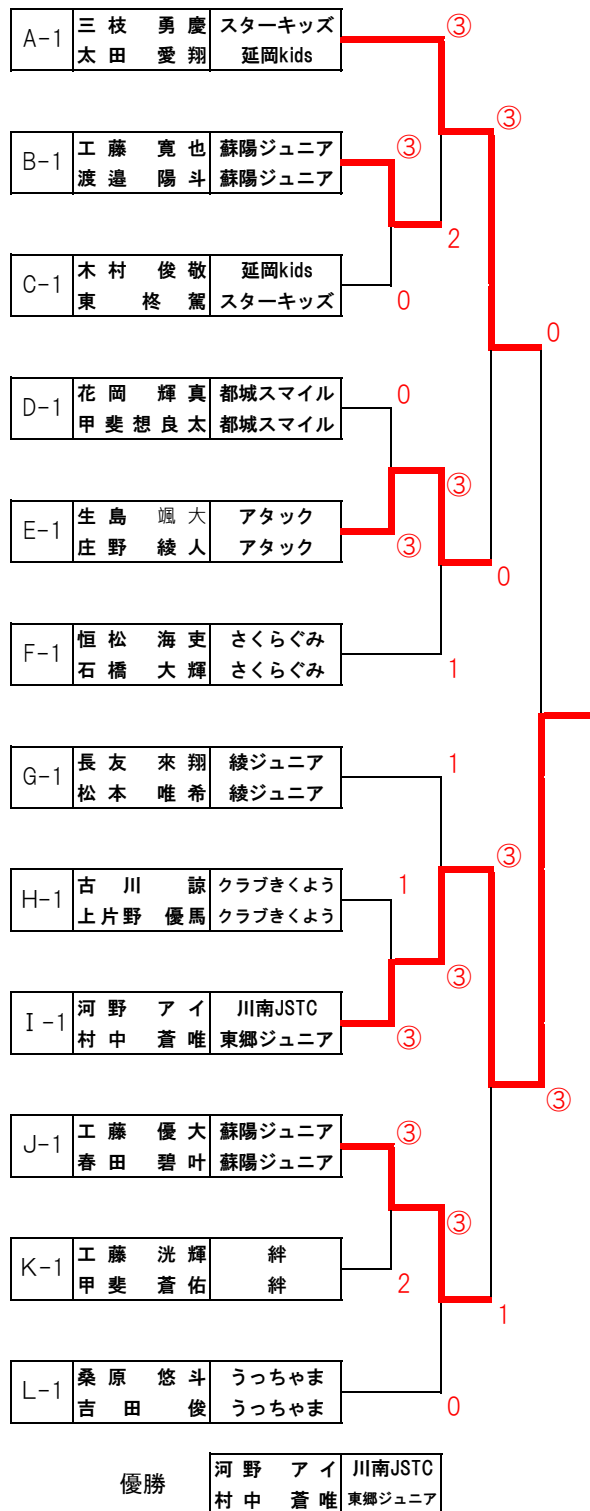 A-1 三枝 勇慶 スターキッズ ③
太田 愛翔 延岡kids
③
B-1 工藤 寛也 蘇陽ジュニア ③
渡邉 陽斗 蘇陽ジュニア
2
C-1 木村 俊敬 延岡kids
東 柊駕 スターキッズ 0
0
D-1 花岡 輝真 都城スマイル 0
甲斐想良太 都城スマイル
③
E-1 生島 颯大 アタック
庄野 綾人 アタック ③
0
F-1 恒松 海吏 さくらぐみ
石橋 大輝 さくらぐみ 1
G-1 長友 來翔 綾ジュニア 1
松本 唯希 綾ジュニア
③
H-1 古川 諒 クラブきくよう 1
上片野 優馬 クラブきくよう
③
I-1 河野 アイ 川南JSTC
村中 蒼唯 東郷ジュニア ③
③
J-1 工藤 優大 蘇陽ジュニア ③
春田 碧叶 蘇陽ジュニア
③
K-1 工藤 洸輝 絆
甲斐 蒼佑 絆 2
1
L-1 桑原 悠斗 うっちゃま
吉田 俊 うっちゃま 0
優勝 河野 アイ 川南JSTC
村中 蒼唯 東郷ジュニア